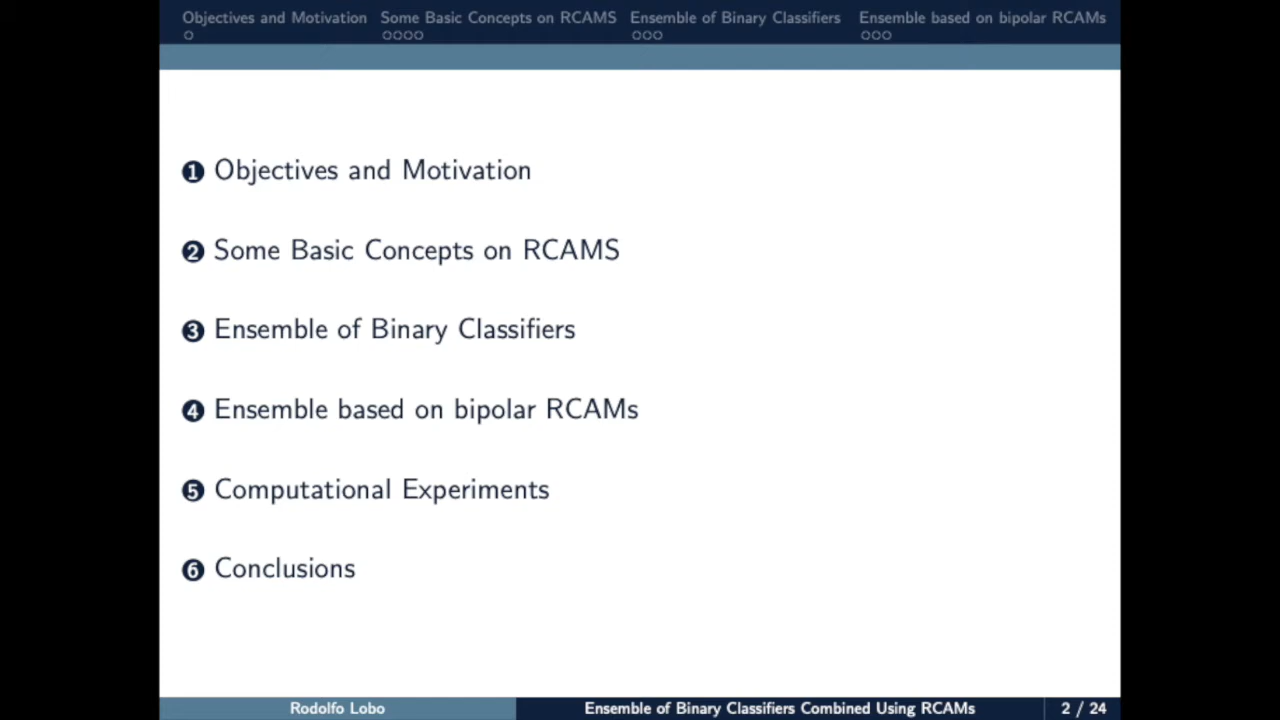 Objectives and Motivation Some Basic Concepts on RCAMS Ensemble of Binary Classifiers Ensemble based on bipolar RCAMs
1 Objectives and Motivation
2 Some Basic Concepts on RCAMS
3 Ensemble of Binary Classifiers
4 Ensemble based on bipolar RCAMs
5 Computational Experiments
6 Conclusions
Rodolfo Lobo Ensemble of Binary Classifiers Combined Using RCAMs 2 / 24